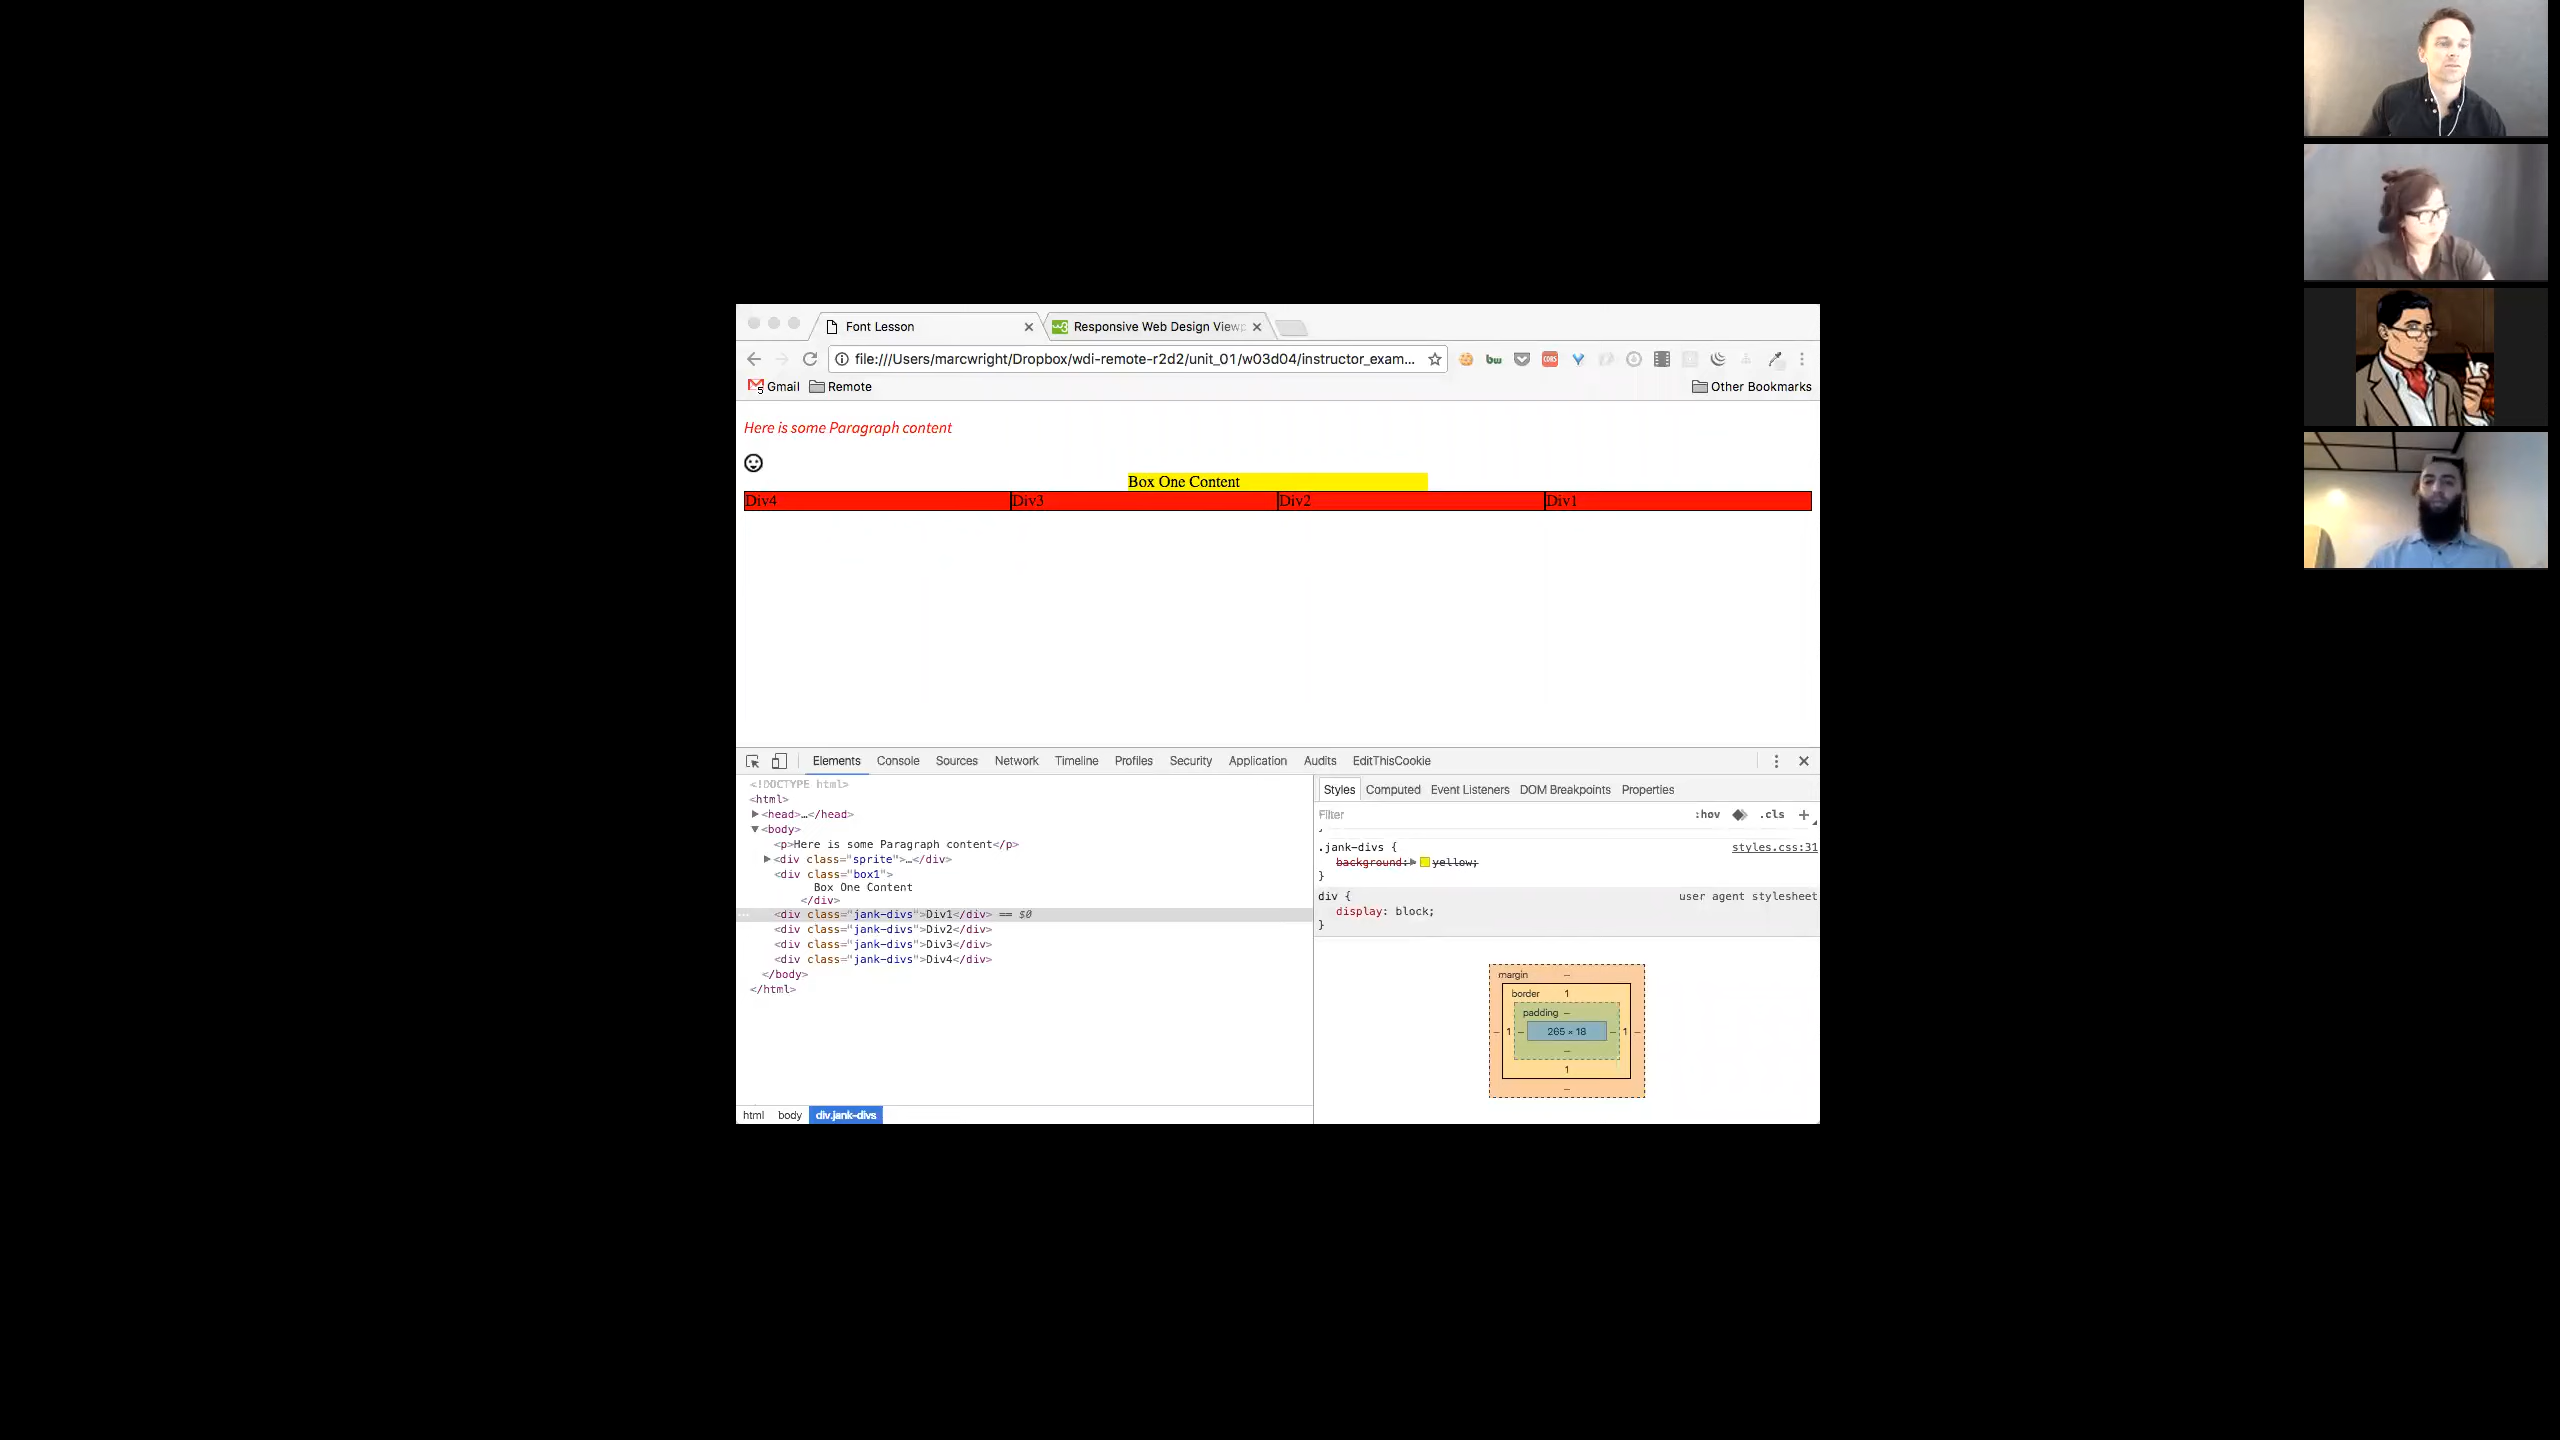 Font Lesson
Responsive Web Design Viewp
file:///Users/marcwright/Dropbox/wdi-remote-r2d2/unit_01/w03d04/instructor_exam...
Gmail
Remote
Other Bookmarks
Here is some Paragraph content
Box One Content
Div4 Div3 Div2 Div1
Elements Console Sources Network Timeline Profiles Security Application Audits EditThisCookie
<!DOCTYPE html>
<html>
<head>…</head>
<body>
<p>Here is some Paragraph content</p>
<div class="sprite">…</div>
<div class="box1">
Box One Content
</div>
<div class="jank-divs">Div1</div> == $0
<div class="jank-divs">Div2</div>
<div class="jank-divs">Div3</div>
<div class="jank-divs">Div4</div>
</body>
</html>
html body div.jank-divs
Styles Computed Event Listeners DOM Breakpoints Properties
Filter :hov .cls +
.jank-divs { styles.css:31
background: yellow;
}
div { user agent stylesheet
display: block;
}
margin –
border 1
padding –
– 1 – 265 × 18 – 1 –
–
1
–